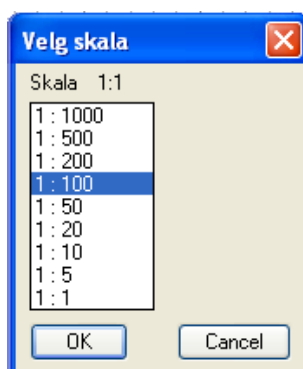 Velg skala
Skala 1:1
1 : 1000
1 : 500
1 : 200
1 : 100
1 : 50
1 : 20
1 : 10
1 : 5
1 : 1
OK Cancel